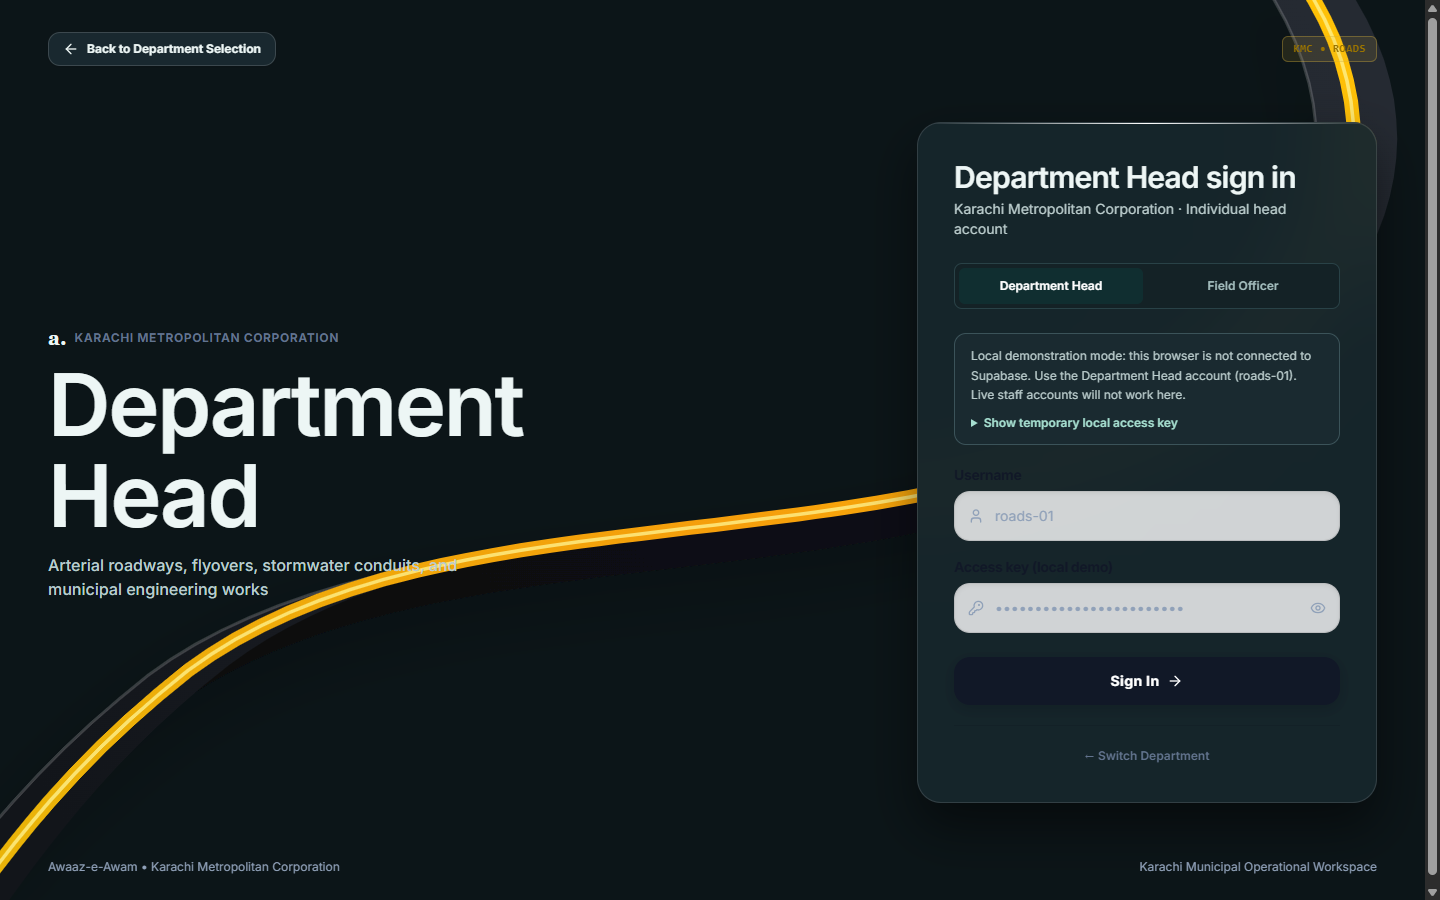 Back to Department Selection
KMC • ROADS
a. KARACHI METROPOLITAN CORPORATION
Department
Head
Arterial roadways, flyovers, stormwater conduits, and
municipal engineering works
Department Head sign in
Karachi Metropolitan Corporation · Individual head
account
Department Head
Field Officer
Local demonstration mode: this browser is not connected to
Supabase. Use the Department Head account (roads-01).
Live staff accounts will not work here.
Show temporary local access key
Username
roads-01
Access key (local demo)
Sign In →
← Switch Department
Awaaz-e-Awam • Karachi Metropolitan Corporation
Karachi Municipal Operational Workspace